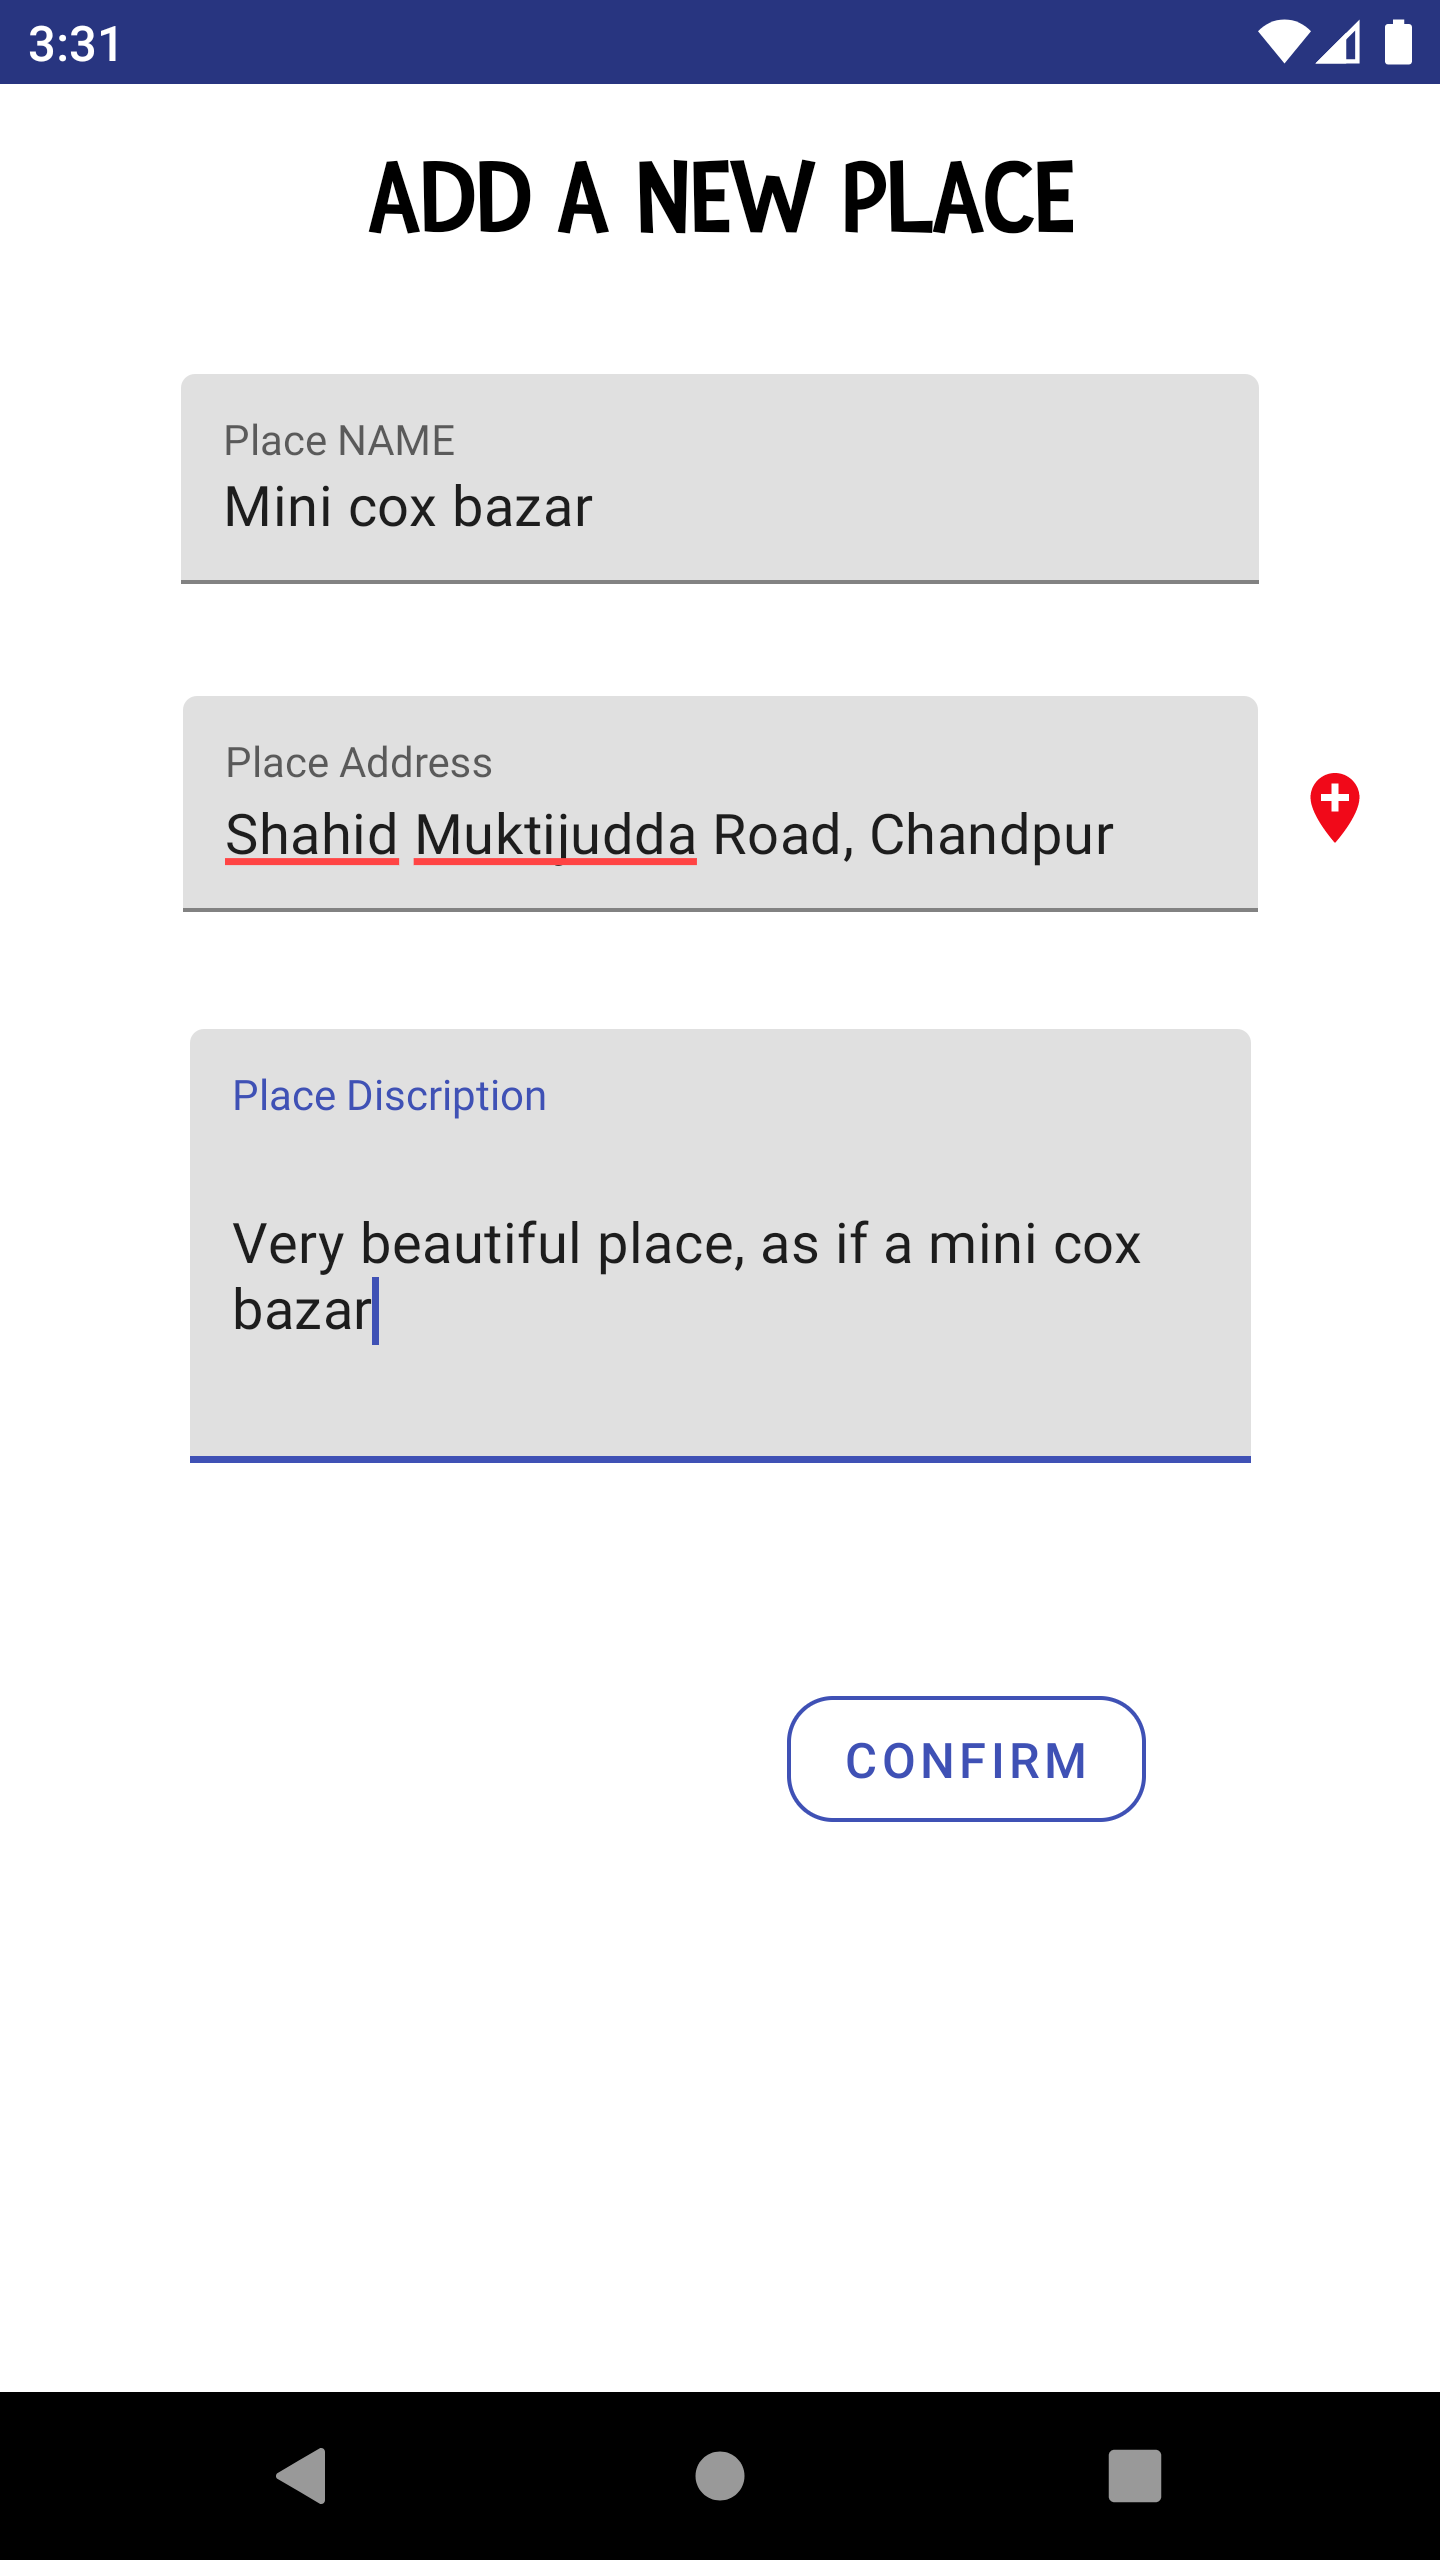 3:31
ADD A NEW PLACE
Place NAME
Mini cox bazar
Place Address
Shahid Muktijudda Road, Chandpur
Place Discription
Very beautiful place, as if a mini cox
bazar
CONFIRM